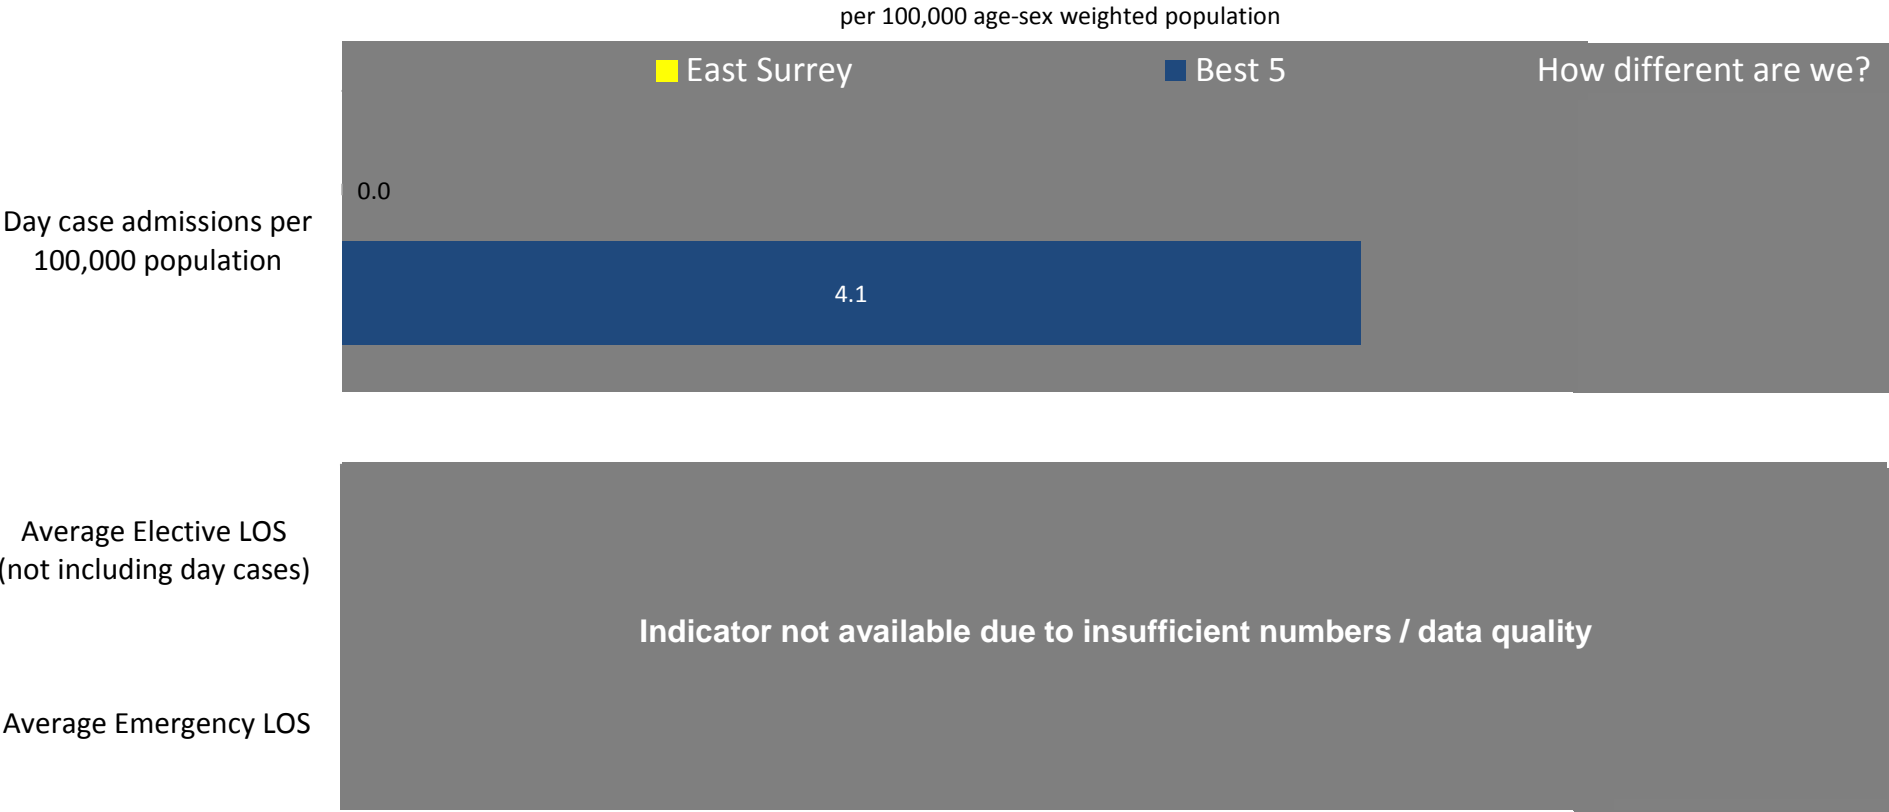 per 100,000 age-sex weighted population
East Surrey
Best 5
How different are we?
0.0
Day case admissions per
100,000 population
4.1
Average Elective LOS
(not including day cases)
Indicator not available due to insufficient numbers / data quality
Average Emergency LOS